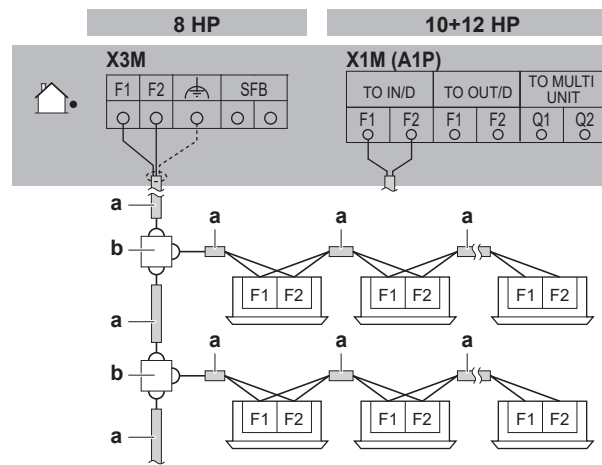 8 HP
10+12 HP
X3M
F1 F2 SFB
X1M (A1P)
TO IN/D TO OUT/D TO MULTI UNIT
F1 F2 F1 F2 Q1 Q2
a
b
a a a
F1 F2 F1 F2 F1 F2
a
b
a a a
F1 F2 F1 F2 F1 F2
a